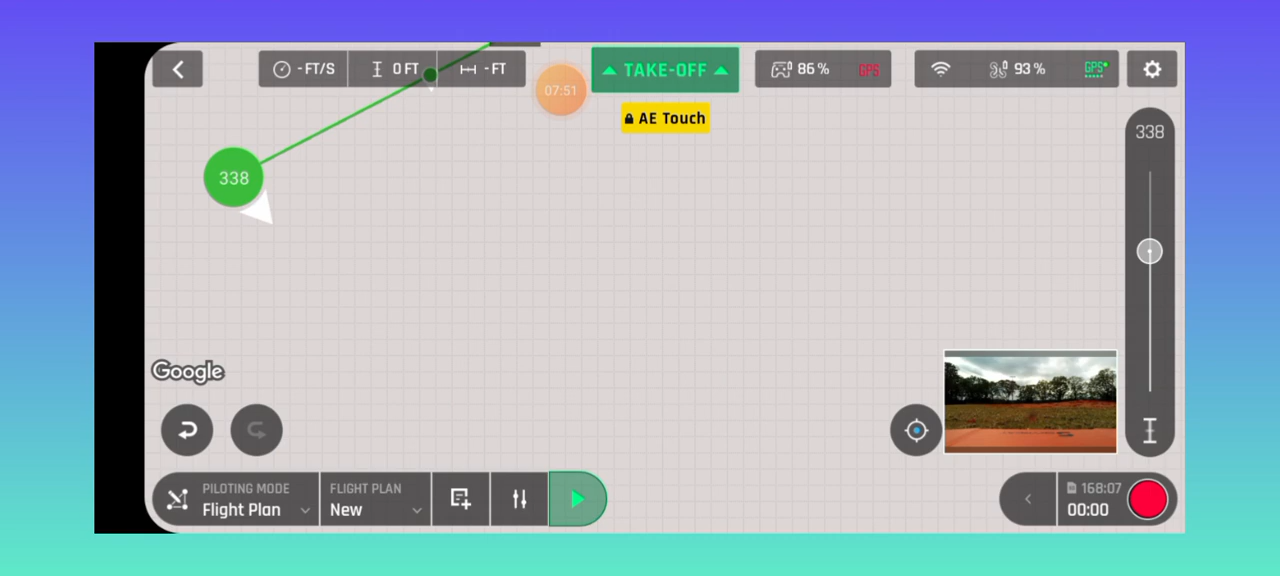 -FT/S
0 FT
-FT
07:51
TAKE-OFF
86 %
GPS
93 %
GPS
AE Touch
338
338
Google
PILOTING MODE
Flight Plan
FLIGHT PLAN
New
168:07
00:00